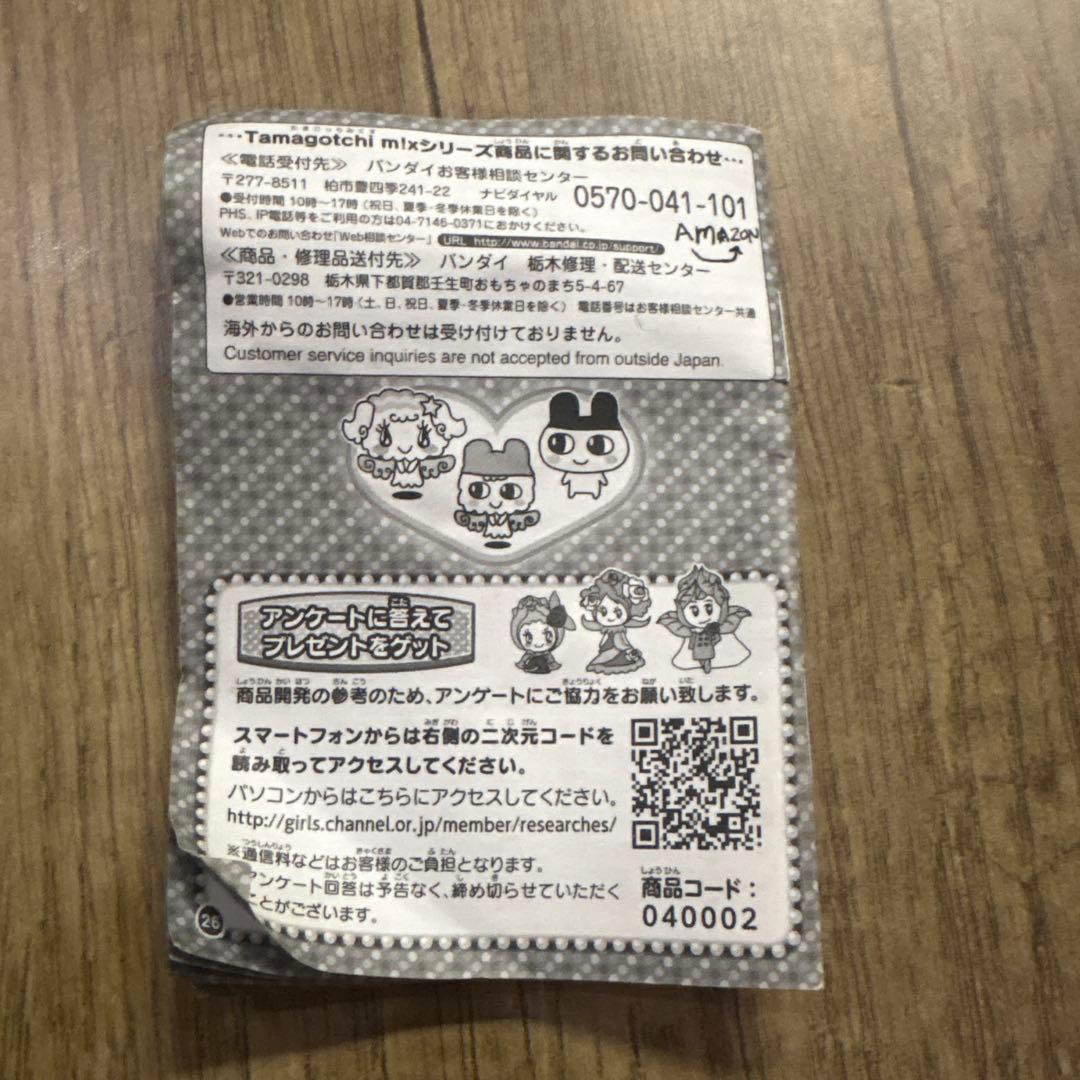 …Tamagotchi m!xシリーズ商品に関するお問い合わせ…
≪電話受付先≫ バンダイお客様相談センター
〒277-8511 柏市豊四季241-22 ナビダイヤル 0570-041-101
●受付時間 10時～17時（祝日、夏季・冬季休業日を除く）
PHS、IP電話等をご利用の方は04-7146-0371におかけください。
AMAZON
Webでのお問い合わせ「Web相談センター」 URL http://www.bandai.co.jp/support/
≪商品・修理品送付先≫ バンダイ 栃木修理・配送センター
〒321-0298 栃木県下都賀郡壬生町おもちゃのまち5-4-67
●営業時間 10時～17時（土、日、祝日、夏季・冬季休業日を除く） 電話番号はお客様相談センター共通
海外からのお問い合わせは受け付けておりません。
Customer service inquiries are not accepted from outside Japan.
アンケートに答えて
プレゼントをゲット
商品開発の参考のため、アンケートにご協力をお願い致します。
スマートフォンからは右側の二次元コードを
読み取ってアクセスしてください。
パソコンからはこちらにアクセスしてください。
http://girls.channel.or.jp/member/researches/
※通信料などはお客様のご負担となります。
アンケート回答は予告なく、締め切らせていただく
ことがございます。
商品コード：
040002
26